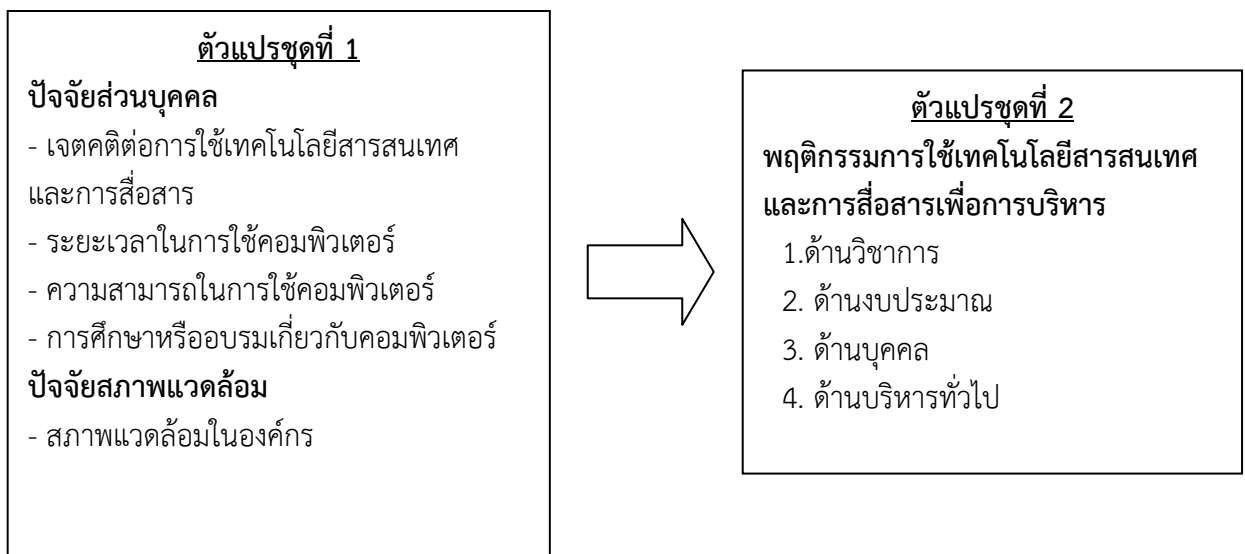 ตัวแปรชุดที่ 1
ปัจจัยส่วนบุคคล
- เจตคติต่อการใช้เทคโนโลยีสารสนเทศ
และการสื่อสาร
- ระยะเวลาในการใช้คอมพิวเตอร์
- ความสามารถในการใช้คอมพิวเตอร์
- การศึกษาหรืออบรมเกี่ยวกับคอมพิวเตอร์
ปัจจัยสภาพแวดล้อม
- สภาพแวดล้อมในองค์กร
ตัวแปรชุดที่ 2
พฤติกรรมการใช้เทคโนโลยีสารสนเทศ
และการสื่อสารเพื่อการบริหาร
1.ด้านวิชาการ
2. ด้านงบประมาณ
3. ด้านบุคคล
4. ด้านบริหารทั่วไป